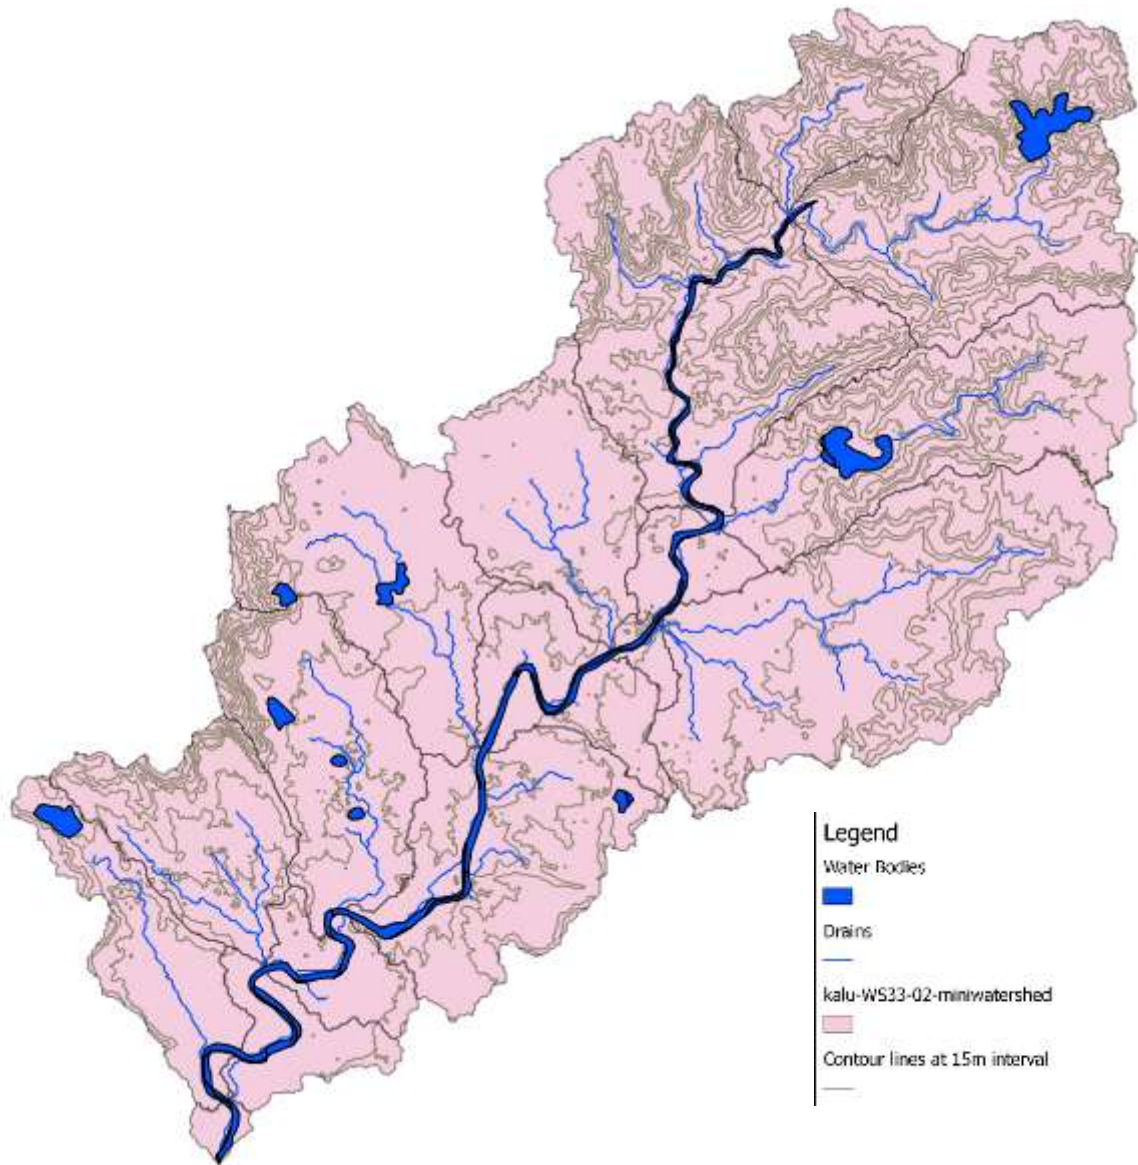 Legend
Water Bodies
Drains
kalu-WS33-02-miniwatershed
Contour lines at 15m interval